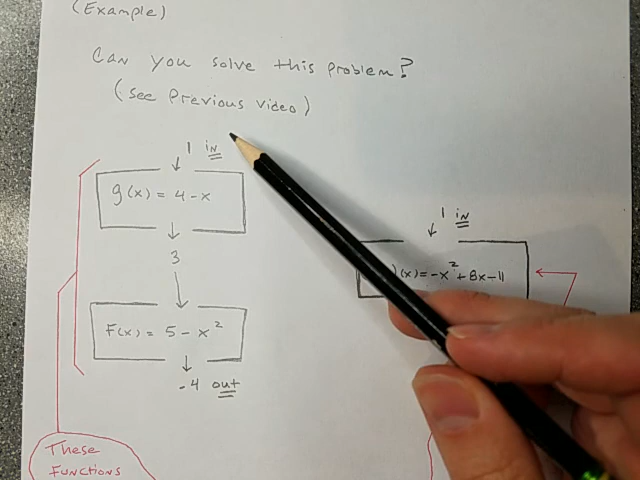 (Example)
Can you solve this problem?
(see Previous video)
1 in
g(x) = 4 - x
3
F(x) = 5 - x²
-4 out
1 in
)(x) = -x² + 8x - 11
These
Functions